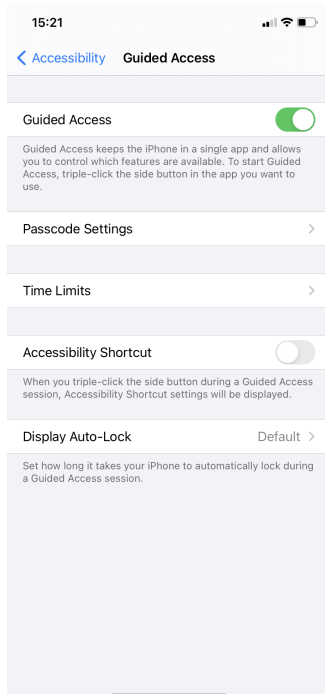 15:21
Accessibility Guided Access
Guided Access
Guided Access keeps the iPhone in a single app and allows
you to control which features are available. To start Guided
Access, triple-click the side button in the app you want to
use.
Passcode Settings
Time Limits
Accessibility Shortcut
When you triple-click the side button during a Guided Access
session, Accessibility Shortcut settings will be displayed.
Display Auto-Lock Default
Set how long it takes your iPhone to automatically lock during
a Guided Access session.